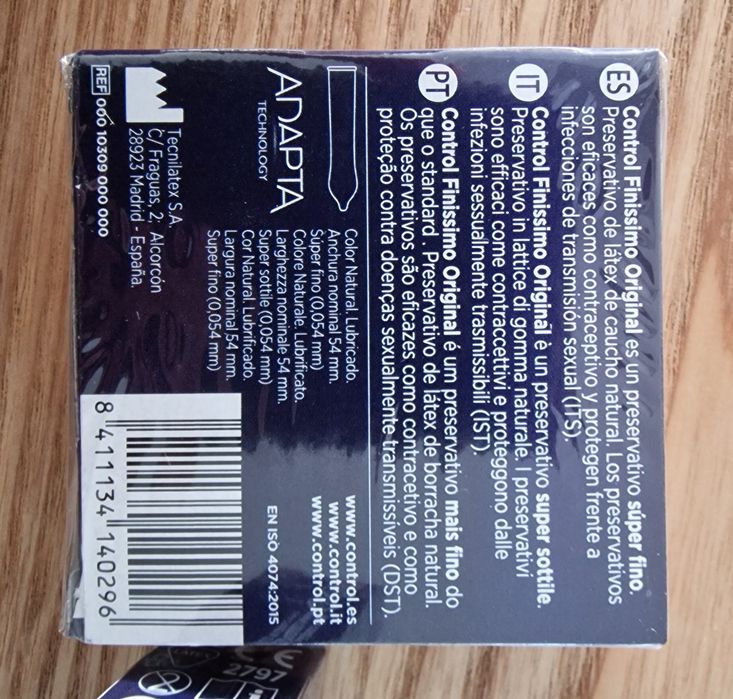 ES Control Finissimo Original es un preservativo súper fino.
Preservativo de látex de caucho natural. Los preservativos
son eficases como contraceptivo y protegen frente a
infecciones de transmisión sexual (ITS).
IT Control Finissimo Original è un preservativo super sottile.
Preservativo in lattice di gomma naturale. I preservativi
sono efficaci come contraccettivi e proteggono dalle
infezioni sessualmente trasmissibili (IST)
PT Control Finissimo Original é um preservativo mais fino do
que o standard . Preservativo de látex de borracha natural.
Os preservativos são eficazes como contracetivo e como
proteção contra doenças sexualmente transmissíveis (DST).
ADAPTA
TECHNOLOGY
Color Natural. Lubricado.
Anchura nominal 54 mm.
Súper fino (0,054 mm)
Colore Naturale. Lubrificato.
Larghezza nominale 54 mm.
Super sottile (0,054 mm)
Cor Natural. Lubrificado.
Largura nominal 54 mm.
Super fino (0,054 mm)
www.control.es
www.control.it
www.control.pt
EN ISO 4074:2015
Tecnilatex S.A.
C/ Fraguas, 2; Alcorcón
28923 Madrid - España.
REF 060 10309 000 000
8 411134 140296
CE
2797
LATEX